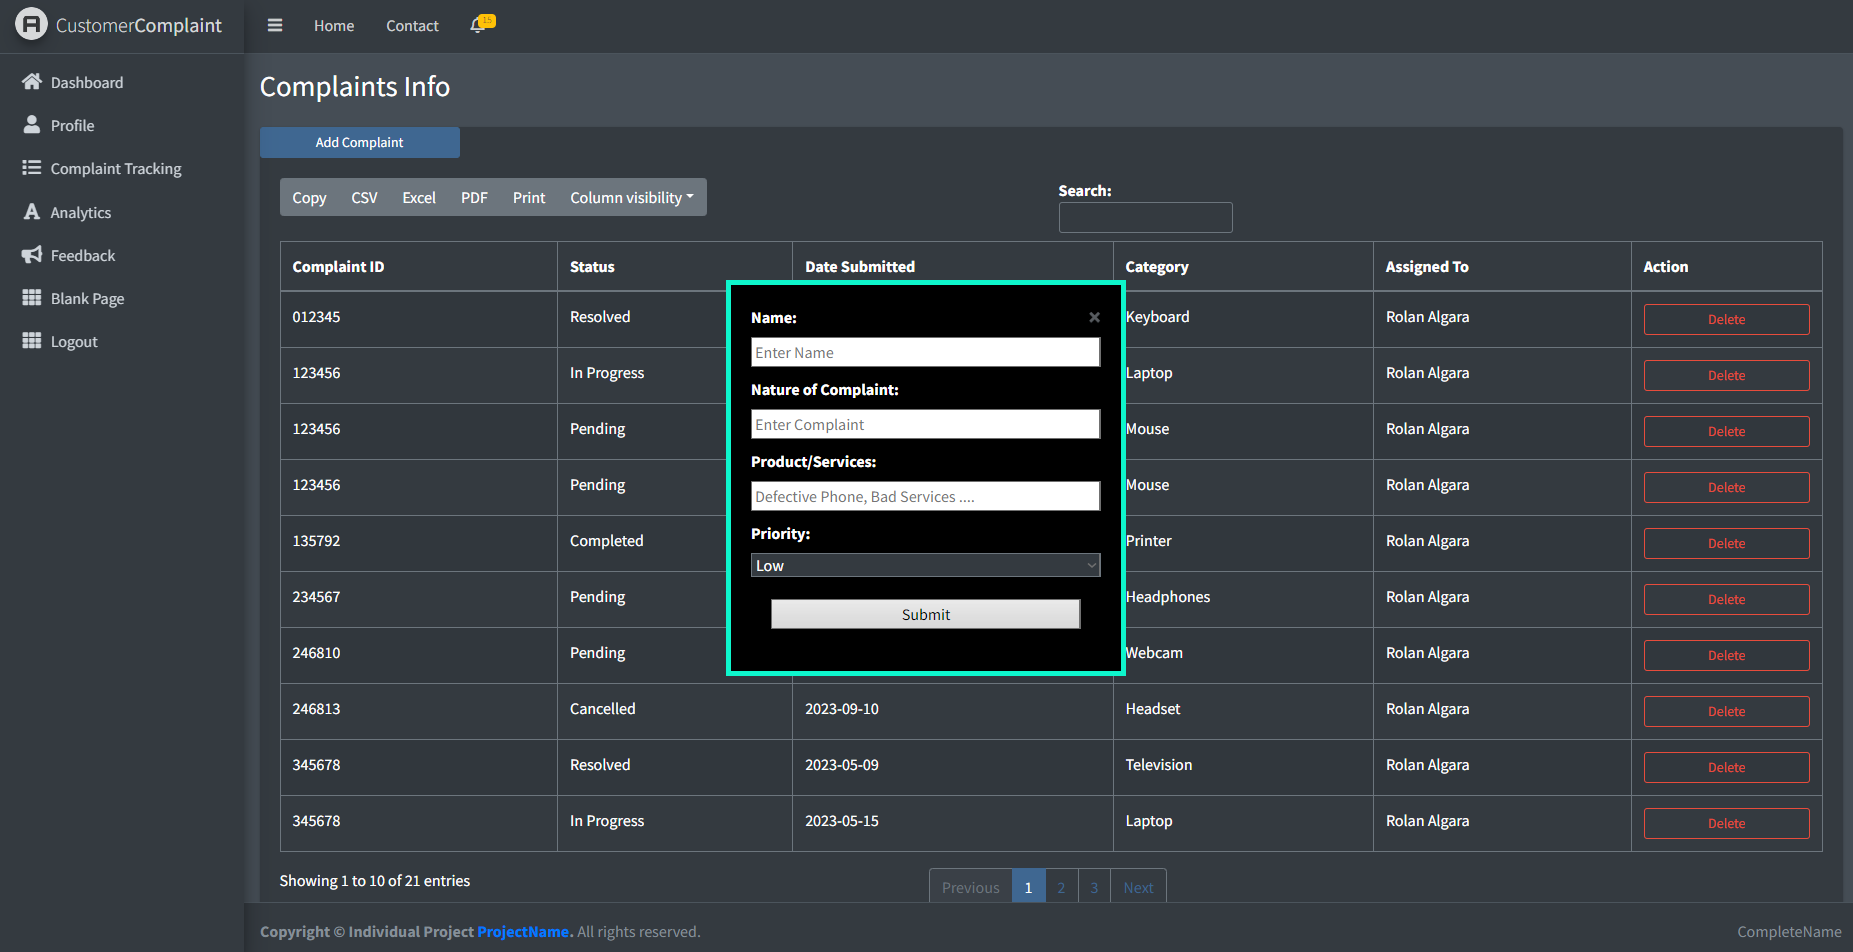 CustomerComplaint
Home Contact 15
Dashboard
Profile
Complaint Tracking
Analytics
Feedback
Blank Page
Logout
Complaints Info
Add Complaint
Copy CSV Excel PDF Print Column visibility
Search:
Complaint ID Status Date Submitted Category Assigned To Action
012345 Resolved Keyboard Rolan Algara Delete
123456 In Progress Laptop Rolan Algara Delete
123456 Pending Mouse Rolan Algara Delete
123456 Pending Mouse Rolan Algara Delete
135792 Completed Printer Rolan Algara Delete
234567 Pending Headphones Rolan Algara Delete
246810 Pending Webcam Rolan Algara Delete
246813 Cancelled 2023-09-10 Headset Rolan Algara Delete
345678 Resolved 2023-05-09 Television Rolan Algara Delete
345678 In Progress 2023-05-15 Laptop Rolan Algara Delete
Name: ×
Enter Name
Nature of Complaint:
Enter Complaint
Product/Services:
Defective Phone, Bad Services ....
Priority:
Low
Submit
Showing 1 to 10 of 21 entries
Previous 1 2 3 Next
Copyright © Individual Project ProjectName. All rights reserved.
CompleteName